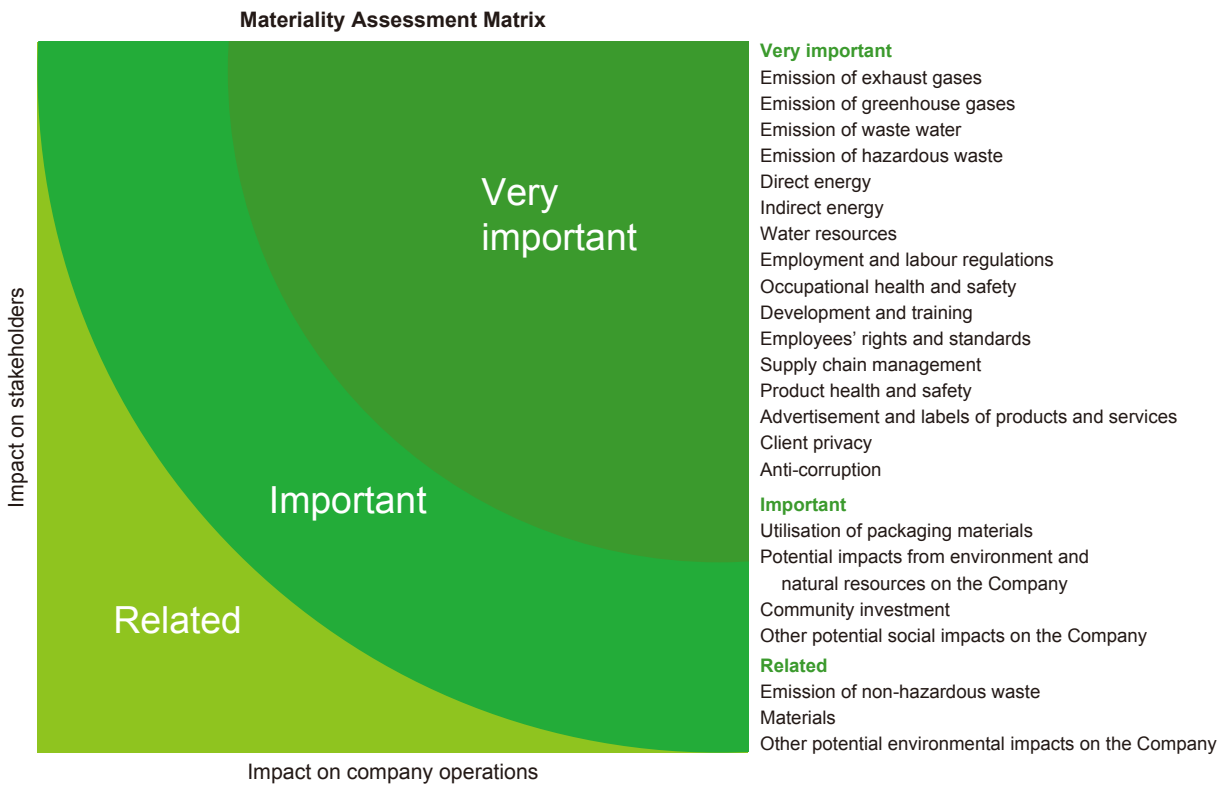 Materiality Assessment Matrix
Impact on stakeholders
Very
important
Important
Related
Impact on company operations
Very important
Emission of exhaust gases
Emission of greenhouse gases
Emission of waste water
Emission of hazardous waste
Direct energy
Indirect energy
Water resources
Employment and labour regulations
Occupational health and safety
Development and training
Employees’ rights and standards
Supply chain management
Product health and safety
Advertisement and labels of products and services
Client privacy
Anti-corruption
Important
Utilisation of packaging materials
Potential impacts from environment and
natural resources on the Company
Community investment
Other potential social impacts on the Company
Related
Emission of non-hazardous waste
Materials
Other potential environmental impacts on the Company